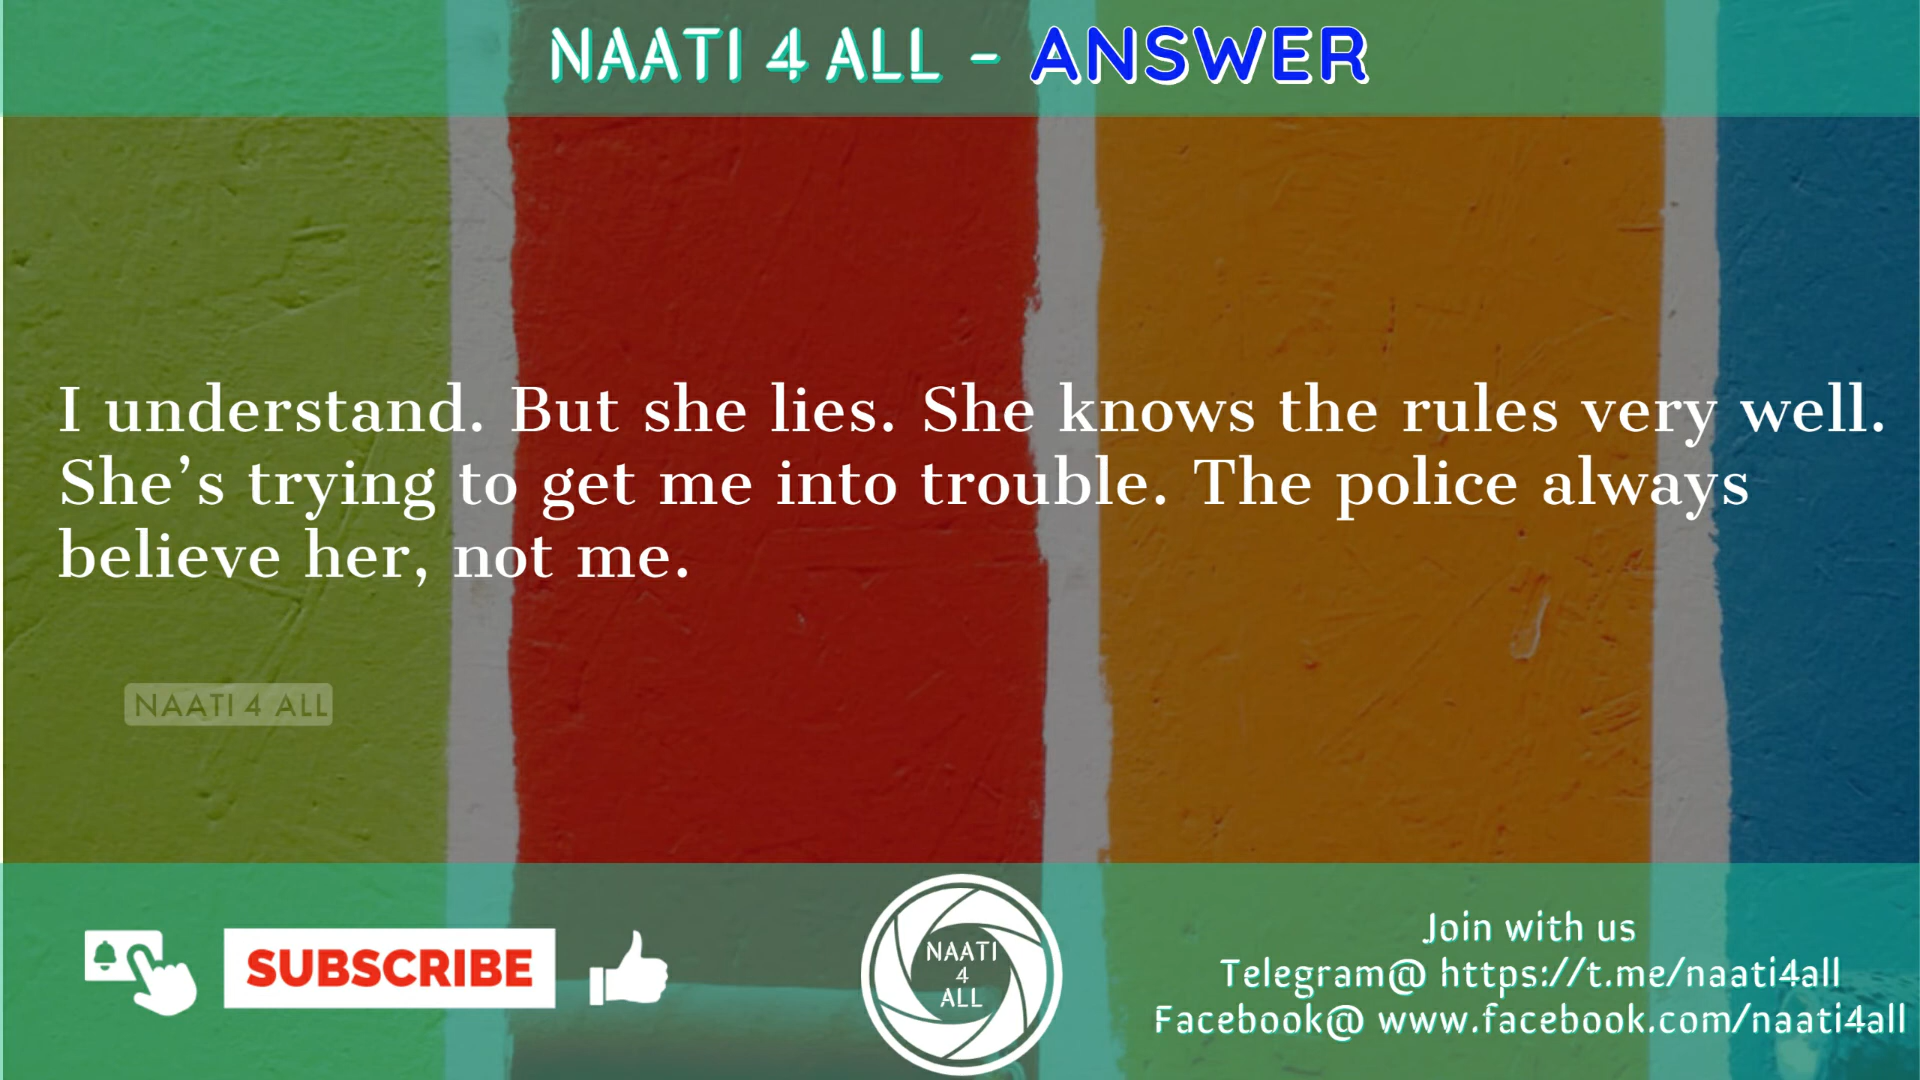 NAATI 4 ALL - ANSWER
I understand. But she lies. She knows the rules very well.
She’s trying to get me into trouble. The police always
believe her, not me.
NAATI 4 ALL
SUBSCRIBE
NAATI
4
ALL
Join with us
Telegram@ https://t.me/naati4all
Facebook@ www.facebook.com/naati4all